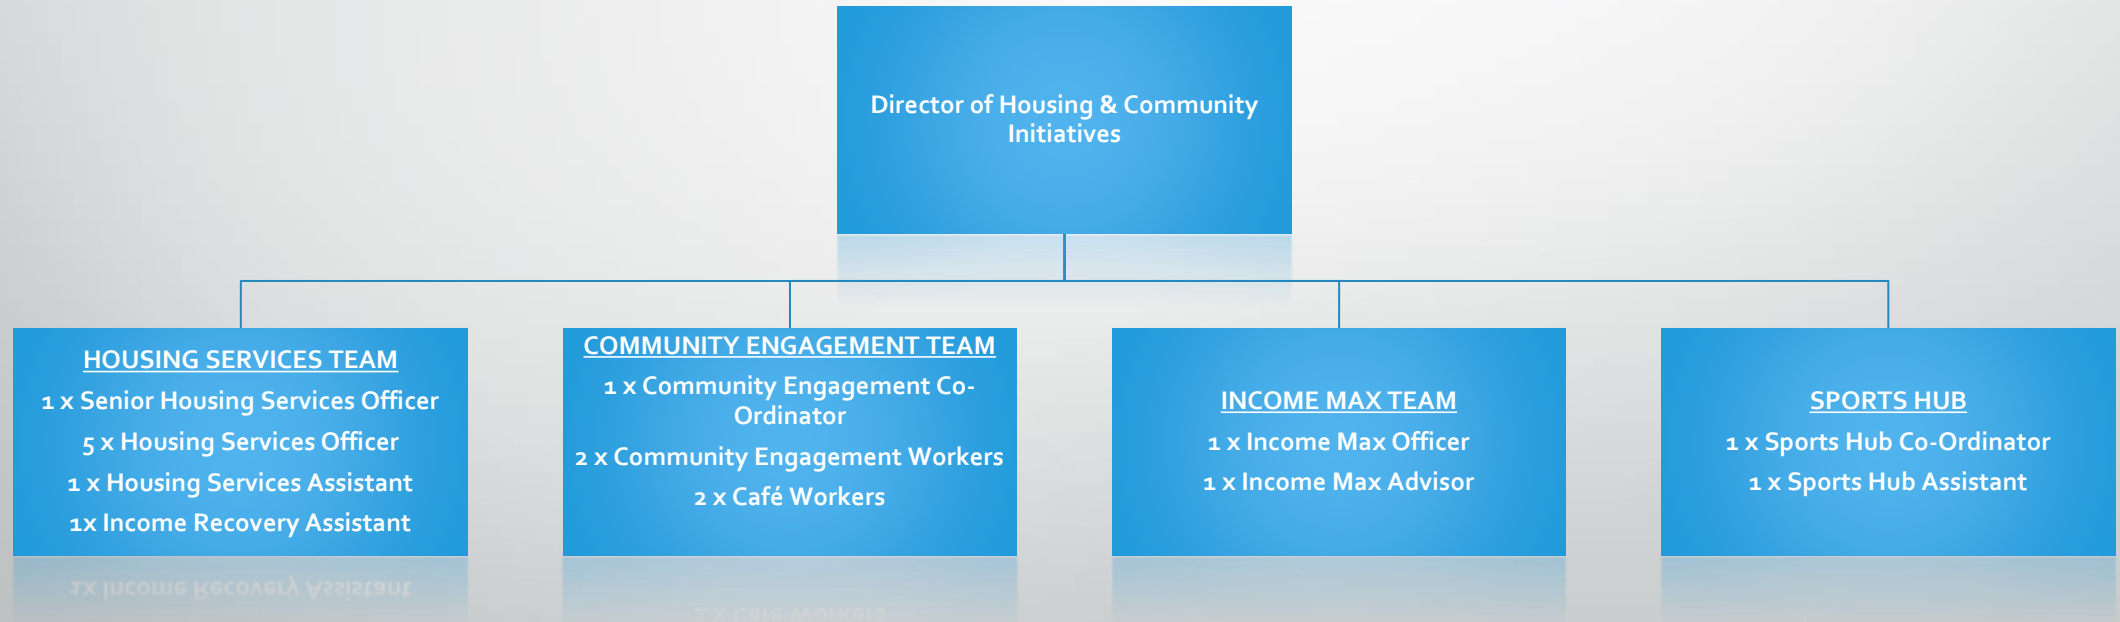 Director of Housing & Community
Initiatives
HOUSING SERVICES TEAM
1 x Senior Housing Services Officer
5 x Housing Services Officer
1 x Housing Services Assistant
1x Income Recovery Assistant
COMMUNITY ENGAGEMENT TEAM
1 x Community Engagement Co-
Ordinator
2 x Community Engagement Workers
2 x Café Workers
INCOME MAX TEAM
1 x Income Max Officer
1 x Income Max Advisor
SPORTS HUB
1 x Sports Hub Co-Ordinator
1 x Sports Hub Assistant